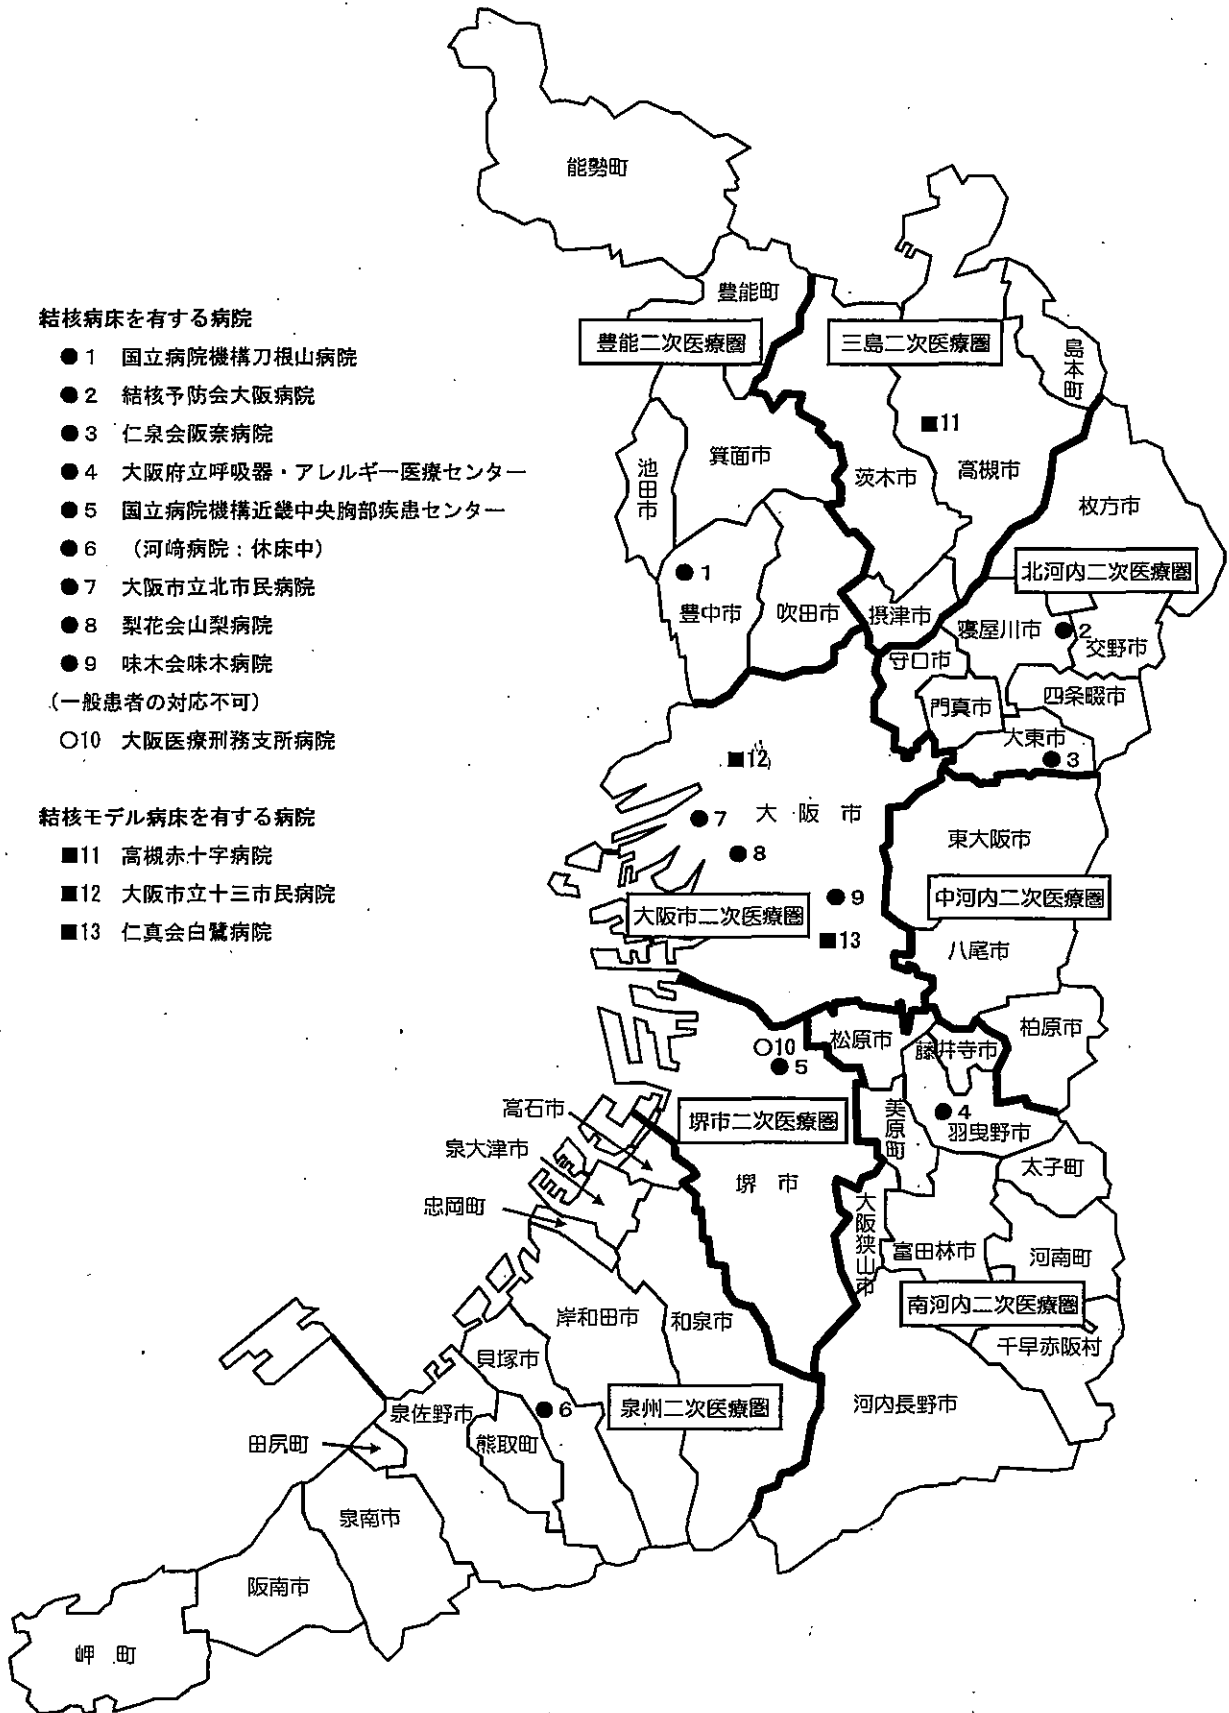 能勢町
豊能町
結核病床を有する病院
豊能二次医療圏
三島二次医療圏
島本町
●1 国立病院機構刀根山病院
●2 結核予防会大阪病院
●3 仁泉会阪奈病院
●4 大阪府立呼吸器・アレルギー医療センター
●5 国立病院機構近畿中央胸部疾患センター
●6 (河﨑病院:休床中)
●7 大阪市立北市民病院
●8 梨花会山梨病院
●9 味木会味木病院
(一般患者の対応不可)
○10 大阪医療刑務支所病院
結核モデル病床を有する病院
■11 高槻赤十字病院
■12 大阪市立十三市民病院
■13 仁真会白鷺病院
■11
池田市
箕面市
茨木市
高槻市
枚方市
北河内二次医療圏
●1
豊中市
吹田市
摂津市
寝屋川市
●2
交野市
守口市
門真市
四条畷市
大東市
●3
■12
●7
大阪市
●8
東大阪市
●9
大阪市二次医療圏
中河内二次医療圏
■13
八尾市
○10
●5
松原市
藤井寺市
柏原市
高石市
堺市二次医療圏
美原町
●4
羽曳野市
泉大津市
堺市
太子町
忠岡町
大阪狭山市
富田林市
河南町
南河内二次医療圏
岸和田市
和泉市
千早赤阪村
貝塚市
泉佐野市
●6
泉州二次医療圏
河内長野市
田尻町
熊取町
泉南市
阪南市
岬町